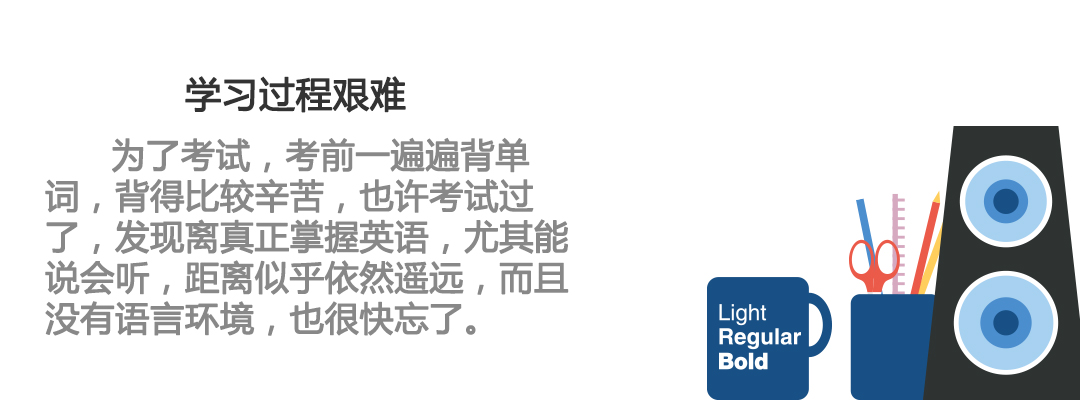 学习过程艰难
为了考试，考前一遍遍背单
词，背得比较辛苦，也许考试过
了，发现离真正掌握英语，尤其能
说会听，距离似乎依然遥远，而且
没有语言环境，也很快忘了。
Light
Regular
Bold